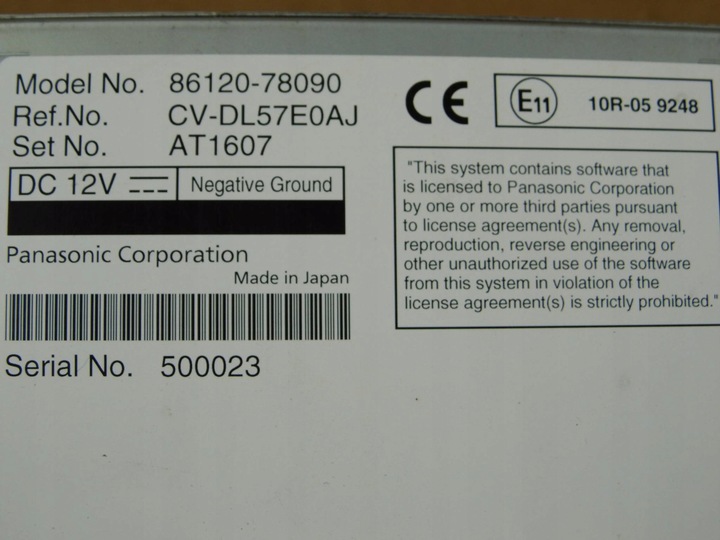 Model No. 86120-78090
Ref.No. CV-DL57E0AJ
Set No. AT1607
DC 12V Negative Ground
Panasonic Corporation
Made in Japan
Serial No. 500023
CE
E11 10R-05 9248
"This system contains software that
is licensed to Panasonic Corporation
by one or more third parties pursuant
to license agreement(s). Any removal,
reproduction, reverse engineering or
other unauthorized use of the software
from this system in violation of the
license agreement(s) is strictly prohibited."